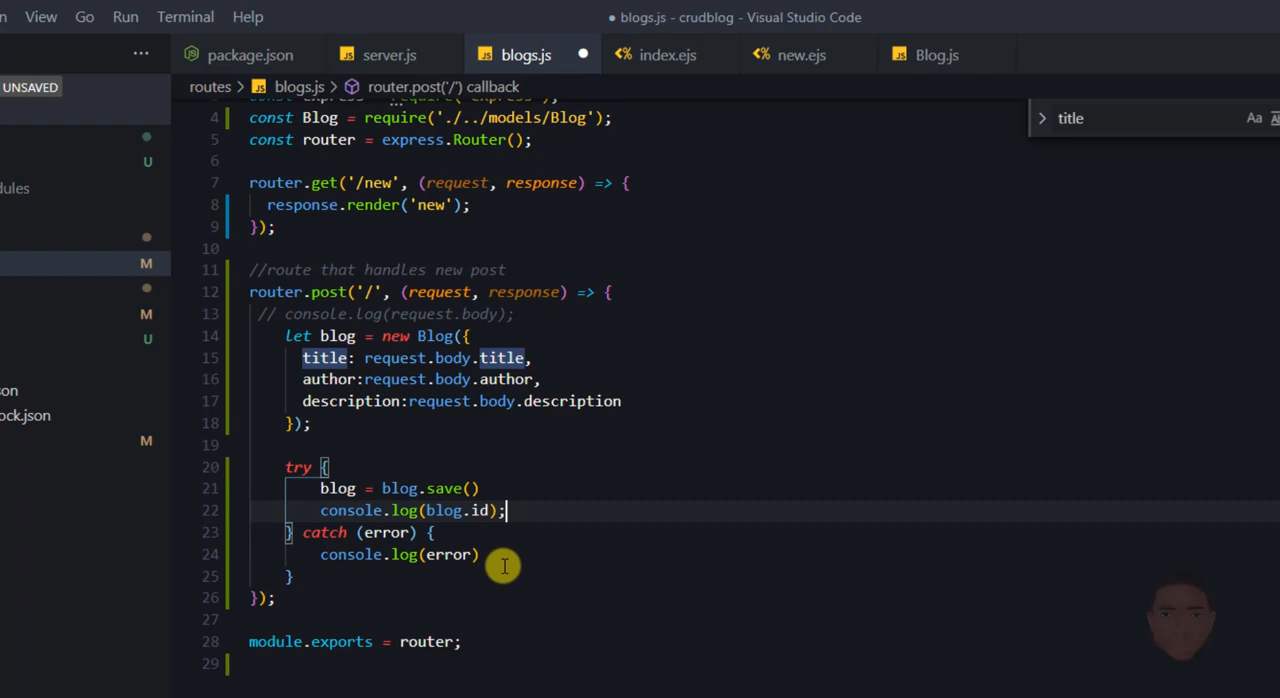 View Go Run Terminal Help ● blogs.js - crudblog - Visual Studio Code
··· package.json server.js blogs.js ● index.ejs new.ejs Blog.js
UNSAVED routes > blogs.js > router.post('/') callback
4 const Blog = require('./../models/Blog'); > title Aa
5 const router = express.Router();
U 6
7 router.get('/new', (request, response) => {
8 response.render('new');
9 });
10
M 11 //route that handles new post
12 router.post('/', (request, response) => {
M 13 // console.log(request.body);
U 14 let blog = new Blog({
15 title: request.body.title,
16 author:request.body.author,
17 description:request.body.description
M 18 });
19
20 try {
21 blog = blog.save()
22 console.log(blog.id);
23 } catch (error) {
24 console.log(error)
25 }
26 });
27
28 module.exports = router;
29